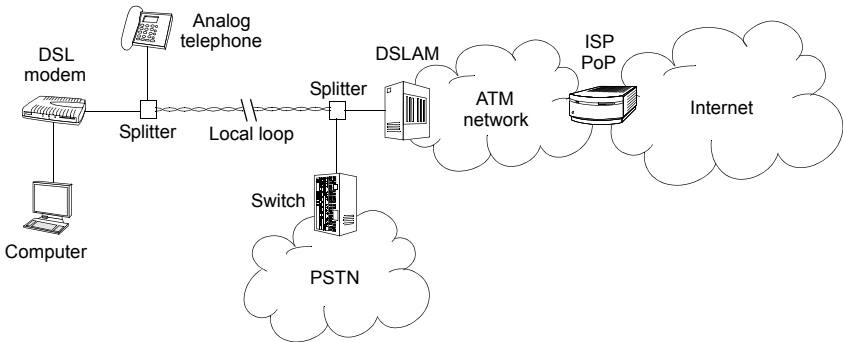 Analog
telephone
DSL
modem
Splitter
Local loop
Computer
Splitter
DSLAM
Switch
PSTN
ATM
network
ISP
PoP
Internet